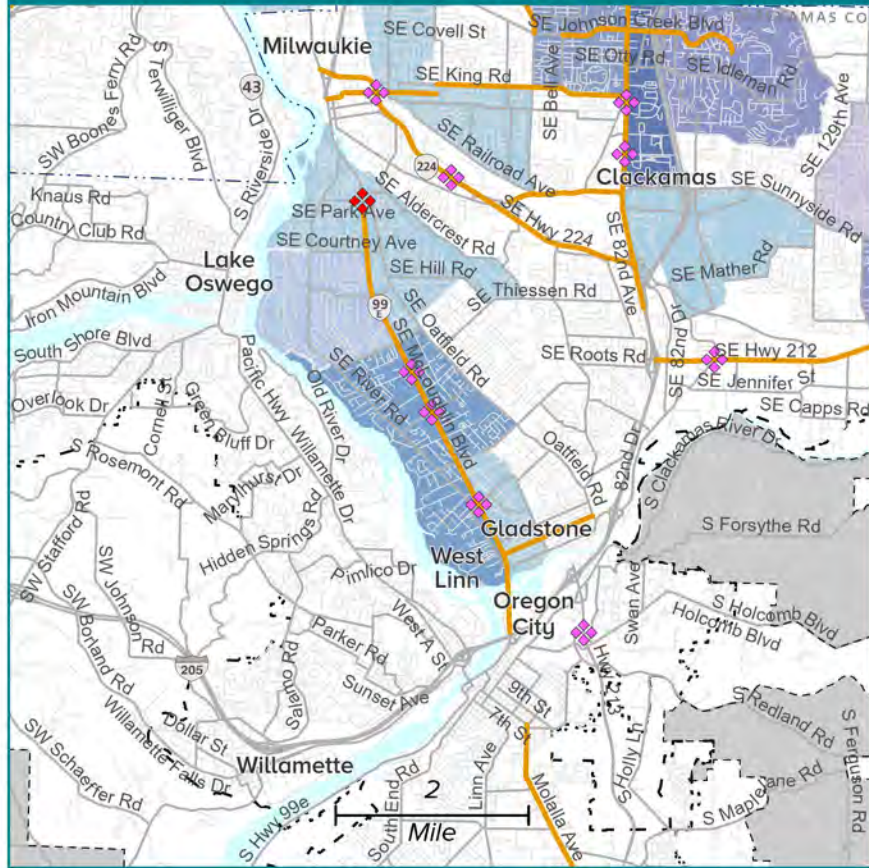 SE Johnson Creek Blvd
AMAS CO
SE Covell St
Milwaukie
SE Otty Rd
SE Idleman Rd
SE King Rd
SE Bell Ave
SE 129th Ave
SW Boones Ferry Rd
S Terwilliger Blvd
43
S Riverside Dr
SE Railroad Ave
224
Clackamas
SE Sunnyside Rd
Knaus Rd
Country Club Rd
SE Park Ave
SE Aldercrest Rd
SE Hwy 224
SE Courtney Ave
SE 82nd Ave
Lake
Oswego
SE Hill Rd
SE Mather Rd
Thiessen Rd
Iron Mountain Blvd
99
E
SE Oatfield Rd
SE
SE 82nd Dr
South Shore Blvd
SE Roots Rd
SE Hwy 212
SE Jennifer St
Pacific Hwy
Old River Dr
SE River Rd
SE McLoughlin Blvd
Overlook Dr
Cornell St
Green Bluff Dr
SE Capps Rd
Willamette Dr
Oatfield Rd
82nd Dr
S Clackamas River Dr
S Rosemont Rd
Marylhurst Dr
SW Stafford Rd
Hidden Springs Rd
Gladstone
S Forsythe Rd
West
Linn
Pimlico Dr
SW Johnson Rd
Oregon
City
Swan Ave
S Holcomb Blvd
Holcomb Blvd
SW Borland Rd
West A St
Parker Rd
205
Salamo Rd
Sunset Ave
Hwy 213
9th St
7th St
S Redland Rd
S Ferguson Rd
Dollar St
Willamette Falls Dr
SW Schaeffer Rd
Willamette
S Holly Ln
Linn Ave
Molalla Ave
South End Rd
2
Mile
ane Rd
S Maple
S Hwy 99e